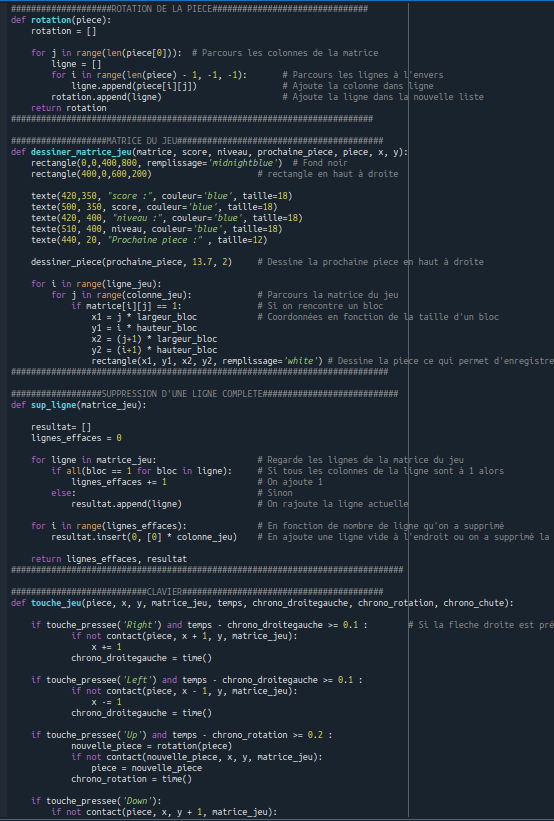 ####################ROTATION DE LA PIECE###############################
def rotation(piece):
    rotation = []

    for j in range(len(piece[0])):  # Parcours les colonnes de la matrice
        ligne = []
        for i in range(len(piece) - 1, -1, -1):       # Parcours les lignes à l'envers
            ligne.append(piece[i][j])                 # Ajoute la colonne dans ligne
        rotation.append(ligne)                        # Ajoute la ligne dans la nouvelle liste
    return rotation
########################################################################

###################MATRICE DU JEU#########################################
def dessiner_matrice_jeu(matrice, score, niveau, prochaine_piece, piece, x, y):
    rectangle(0,0,400,800, remplissage='midnightblue')  # Fond noir
    rectangle(400,0,600,200)                     # rectangle en haut à droite

    texte(420,350, "score :", couleur='blue', taille=18)
    texte(500, 350, score, couleur='blue', taille=18)
    texte(420, 400, "niveau :", couleur='blue', taille=18)
    texte(510, 400, niveau, couleur='blue', taille=18)
    texte(440, 20, "Prochaine piece :" , taille=12)

    dessiner_piece(prochaine_piece, 13.7, 2)     # Dessine la prochaine piece en haut à droite

    for i in range(ligne_jeu):
        for j in range(colonne_jeu):             # Parcours la matrice du jeu
            if matrice[i][j] == 1:               # Si on rencontre un bloc
                x1 = j * largeur_bloc            # Coordonnées en fonction de la taille d'un bloc
                y1 = i * hauteur_bloc
                x2 = (j+1) * largeur_bloc
                y2 = (i+1) * hauteur_bloc
                rectangle(x1, y1, x2, y2, remplissage='white') # Dessine la piece ce qui permet d'enregistre
###########################################################################

##################SUPPRESSION D'UNE LIGNE COMPLETE###########################
def sup_ligne(matrice_jeu):

    resultat= []
    lignes_effaces = 0

    for ligne in matrice_jeu:                    # Regarde les lignes de la matrice du jeu
        if all(bloc == 1 for bloc in ligne):     # Si tous les colonnes de la ligne sont à 1 alors
            lignes_effaces += 1                  # On ajoute 1
        else:                                    # Sinon
            resultat.append(ligne)               # On rajoute la ligne actuelle

    for i in range(lignes_effaces):              # En fonction de nombre de ligne qu'on a supprimé
        resultat.insert(0, [0] * colonne_jeu)    # En ajoute une ligne vide à l'endroit ou on a supprimé la

    return lignes_effaces, resultat
##############################################################################

###########################CLAVIER########################################
def touche_jeu(piece, x, y, matrice_jeu, temps, chrono_droitegauche, chrono_rotation, chrono_chute):

    if touche_pressee('Right') and temps - chrono_droitegauche >= 0.1 :        # Si la fleche droite est pré
            if not contact(piece, x + 1, y, matrice_jeu):
                x += 1
            chrono_droitegauche = time()

    if touche_pressee('Left') and temps - chrono_droitegauche >= 0.1 :
            if not contact(piece, x - 1, y, matrice_jeu):
                x -= 1
            chrono_droitegauche = time()

    if touche_pressee('Up') and temps - chrono_rotation >= 0.2 :
            nouvelle_piece = rotation(piece)
            if not contact(nouvelle_piece, x, y, matrice_jeu):
                piece = nouvelle_piece
            chrono_rotation = time()

    if touche_pressee('Down'):
        if not contact(piece, x, y + 1, matrice_jeu):